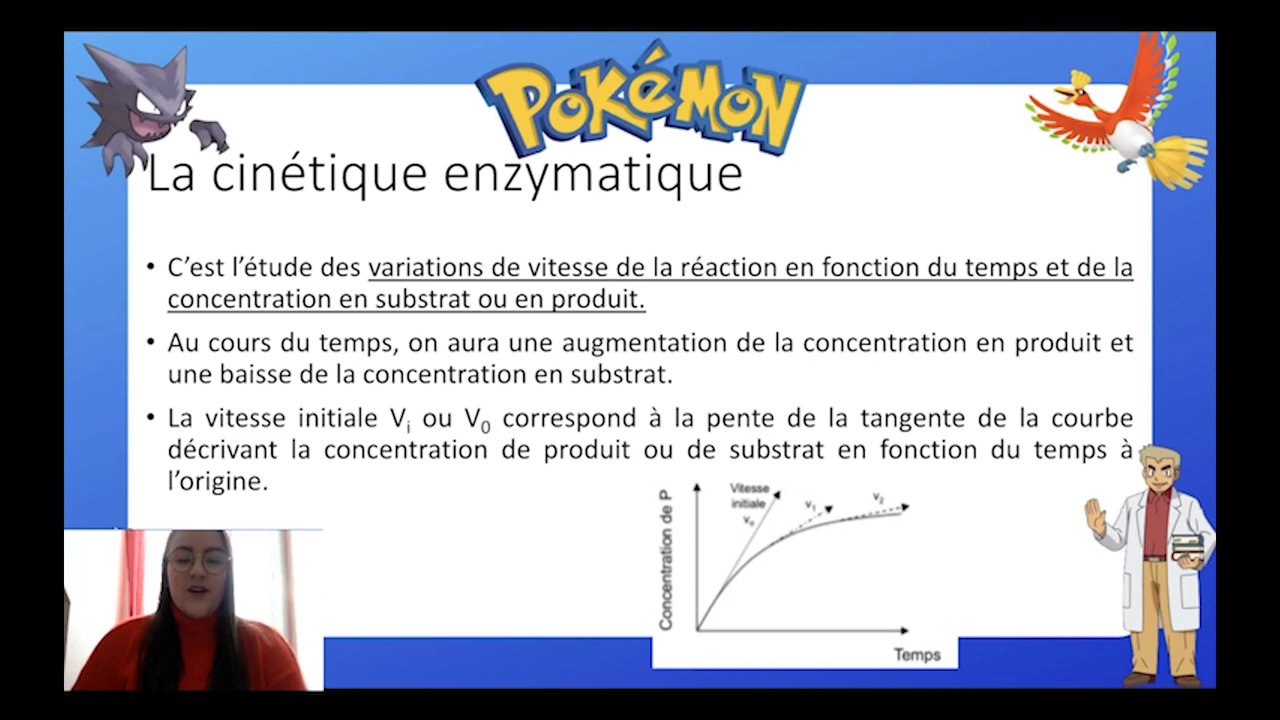 POKéMON
La cinétique enzymatique
• C’est l’étude des variations de vitesse de la réaction en fonction du temps et de la
concentration en substrat ou en produit.
• Au cours du temps, on aura une augmentation de la concentration en produit et
une baisse de la concentration en substrat.
• La vitesse initiale Vi ou V0 correspond à la pente de la tangente de la courbe
décrivant la concentration de produit ou de substrat en fonction du temps à
l’origine.
Concentration de P
Vitesse
initiale
v₀
v₁
v₂
Temps